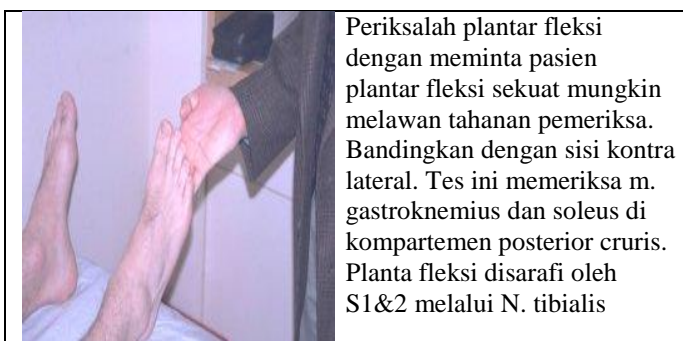 Periksalah plantar fleksi
dengan meminta pasien
plantar fleksi sekuat mungkin
melawan tahanan pemeriksa.
Bandingkan dengan sisi kontra
lateral. Tes ini memeriksa m.
gastroknemius dan soleus di
kompartemen posterior cruris.
Planta fleksi disarafi oleh
S1&2 melalui N. tibialis